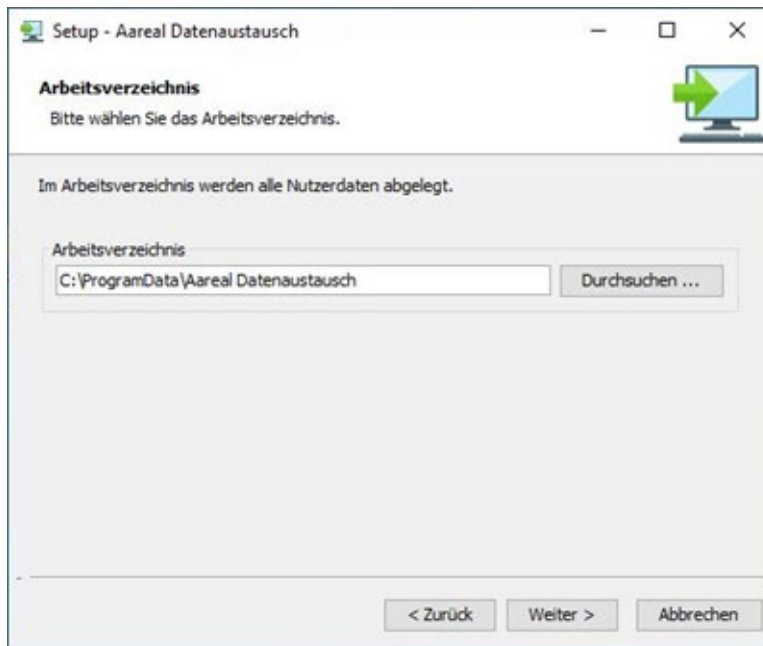 Setup - Aareal Datenaustausch
Arbeitsverzeichnis
Bitte wählen Sie das Arbeitsverzeichnis.
Im Arbeitsverzeichnis werden alle Nutzerdaten abgelegt.
Arbeitsverzeichnis
C:\ProgramData\Aareal Datenaustausch
Durchsuchen ...
< Zurück
Weiter >
Abbrechen